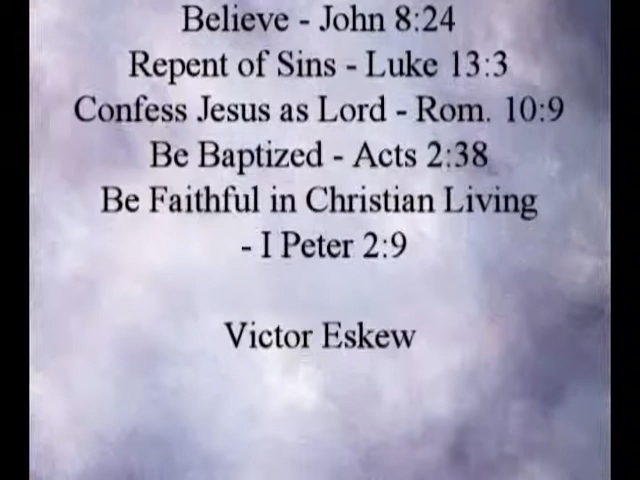 Believe - John 8:24
Repent of Sins - Luke 13:3
Confess Jesus as Lord - Rom. 10:9
Be Baptized - Acts 2:38
Be Faithful in Christian Living
- I Peter 2:9
Victor Eskew